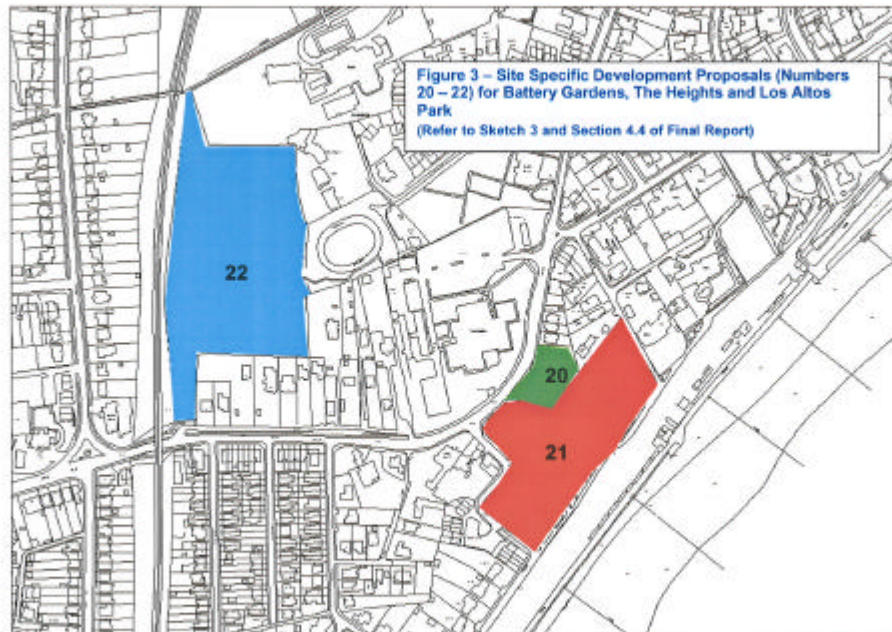 Figure 3 – Site Specific Development Proposals (Numbers
20 – 22) for Battery Gardens, The Heights and Los Altos
Park
(Refer to Sketch 3 and Section 4.4 of Final Report)
22
20
21